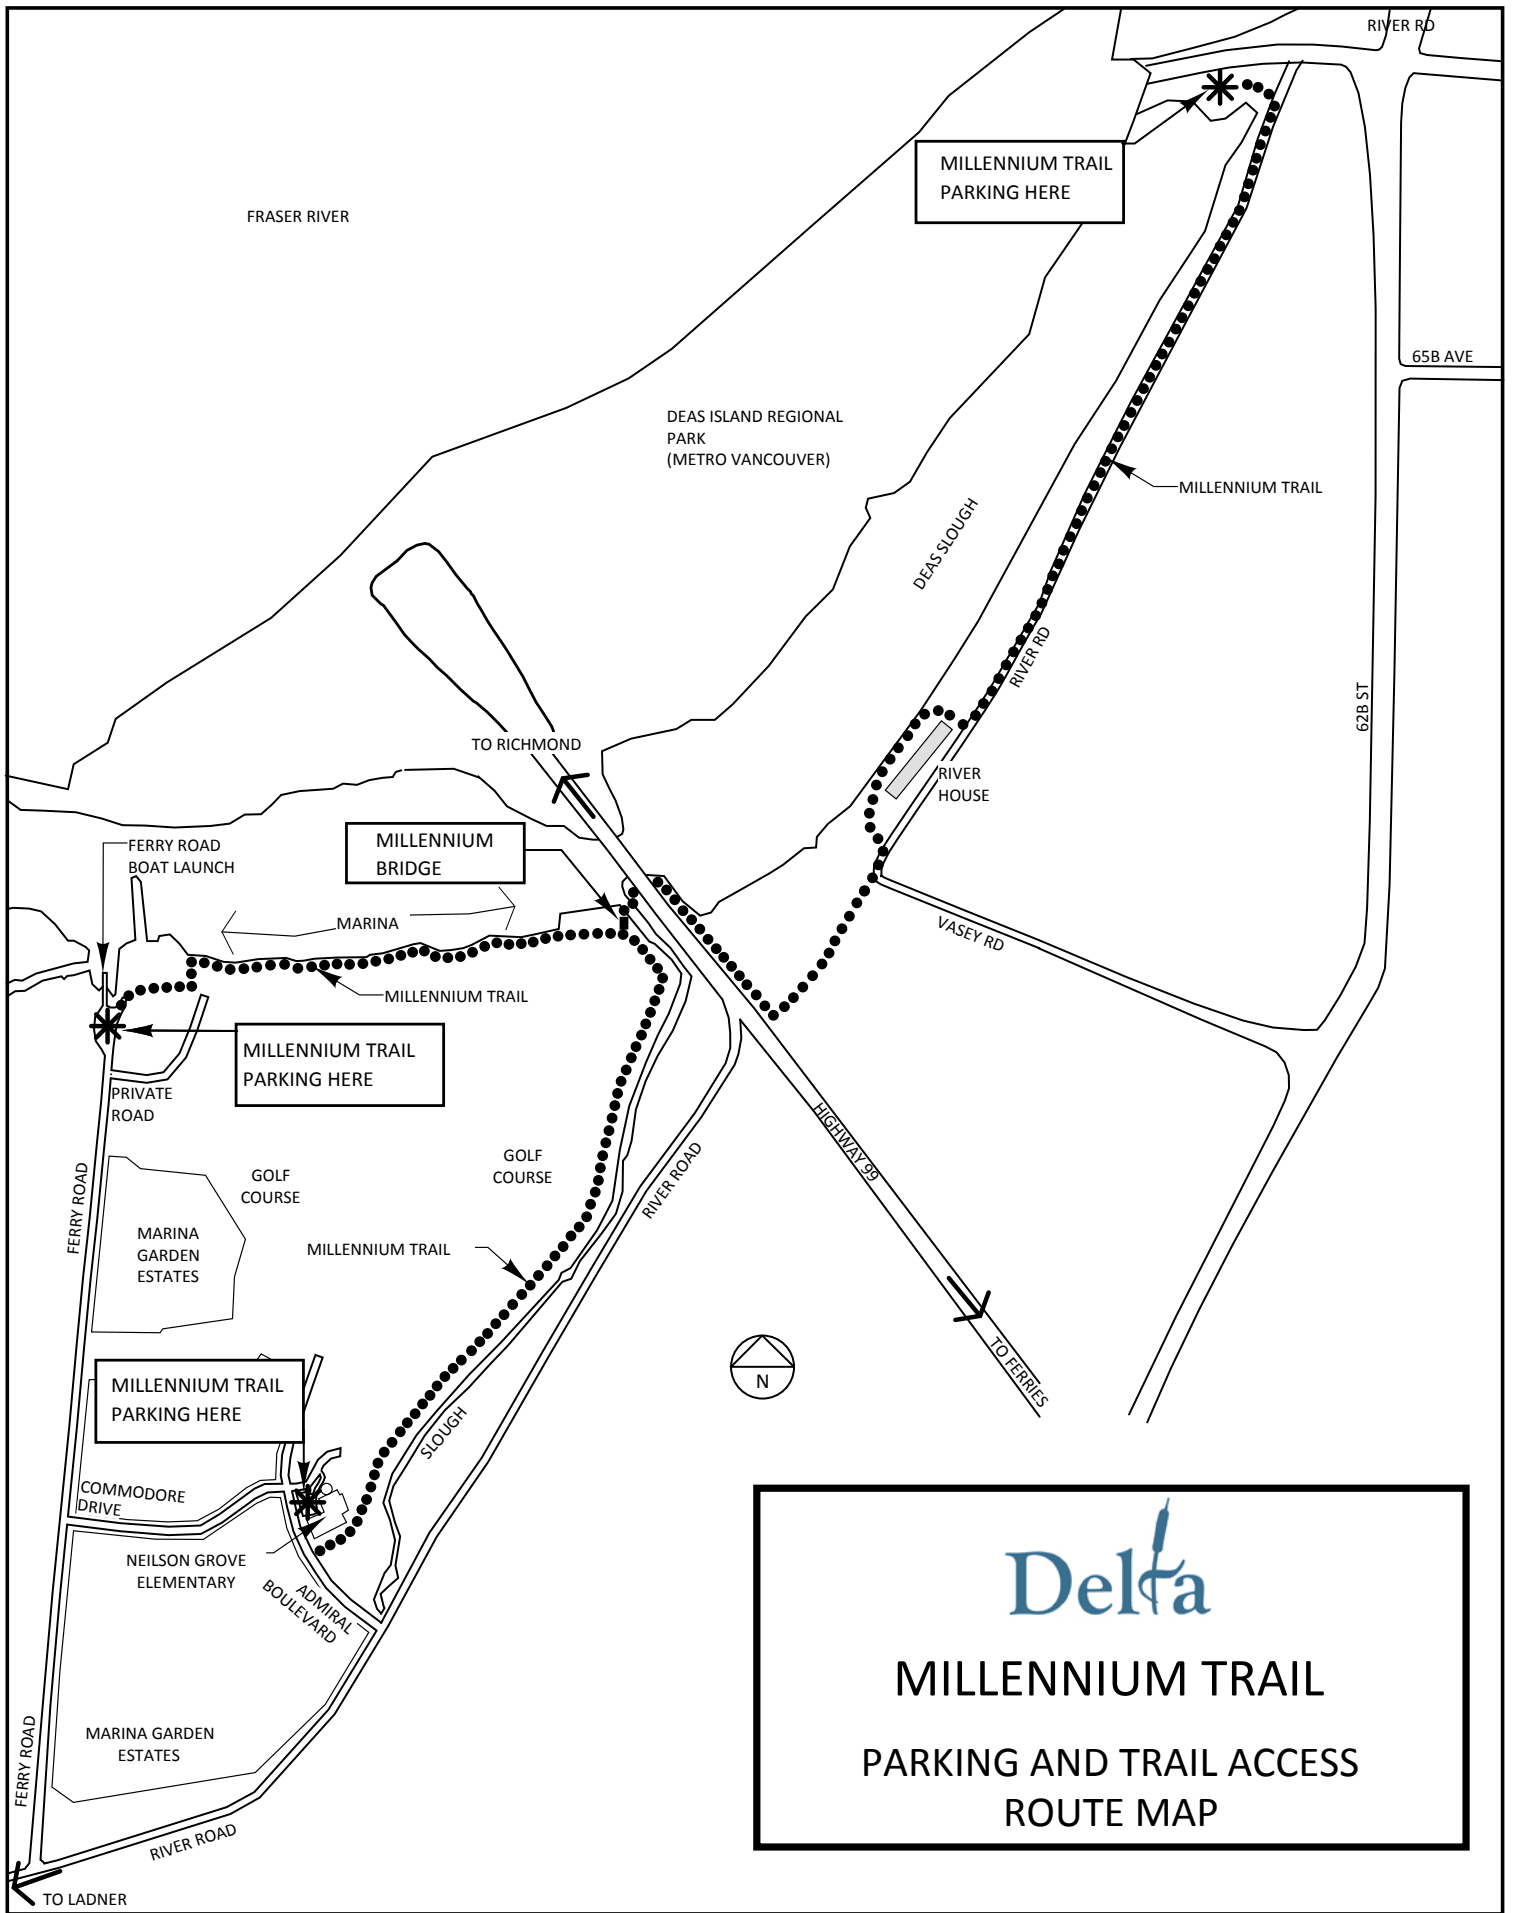 RIVER RD
MILLENNIUM TRAIL
PARKING HERE
FRASER RIVER
65B AVE
DEAS ISLAND REGIONAL
PARK
(METRO VANCOUVER)
MILLENNIUM TRAIL
DEAS SLOUGH
RIVER RD
62B ST
TO RICHMOND
RIVER
HOUSE
FERRY ROAD
BOAT LAUNCH
MILLENNIUM
BRIDGE
MARINA
VASEY RD
MILLENNIUM TRAIL
MILLENNIUM TRAIL
PARKING HERE
PRIVATE
ROAD
HIGHWAY 99
GOLF
COURSE
GOLF
COURSE
RIVER ROAD
FERRY ROAD
MARINA
GARDEN
ESTATES
MILLENNIUM TRAIL
N
TO FERRIES
MILLENNIUM TRAIL
PARKING HERE
SLOUGH
COMMODORE
DRIVE
NEILSON GROVE
ELEMENTARY
ADMIRAL
BOULEVARD
MARINA GARDEN
ESTATES
FERRY ROAD
RIVER ROAD
TO LADNER
Delta
MILLENNIUM TRAIL
PARKING AND TRAIL ACCESS
ROUTE MAP